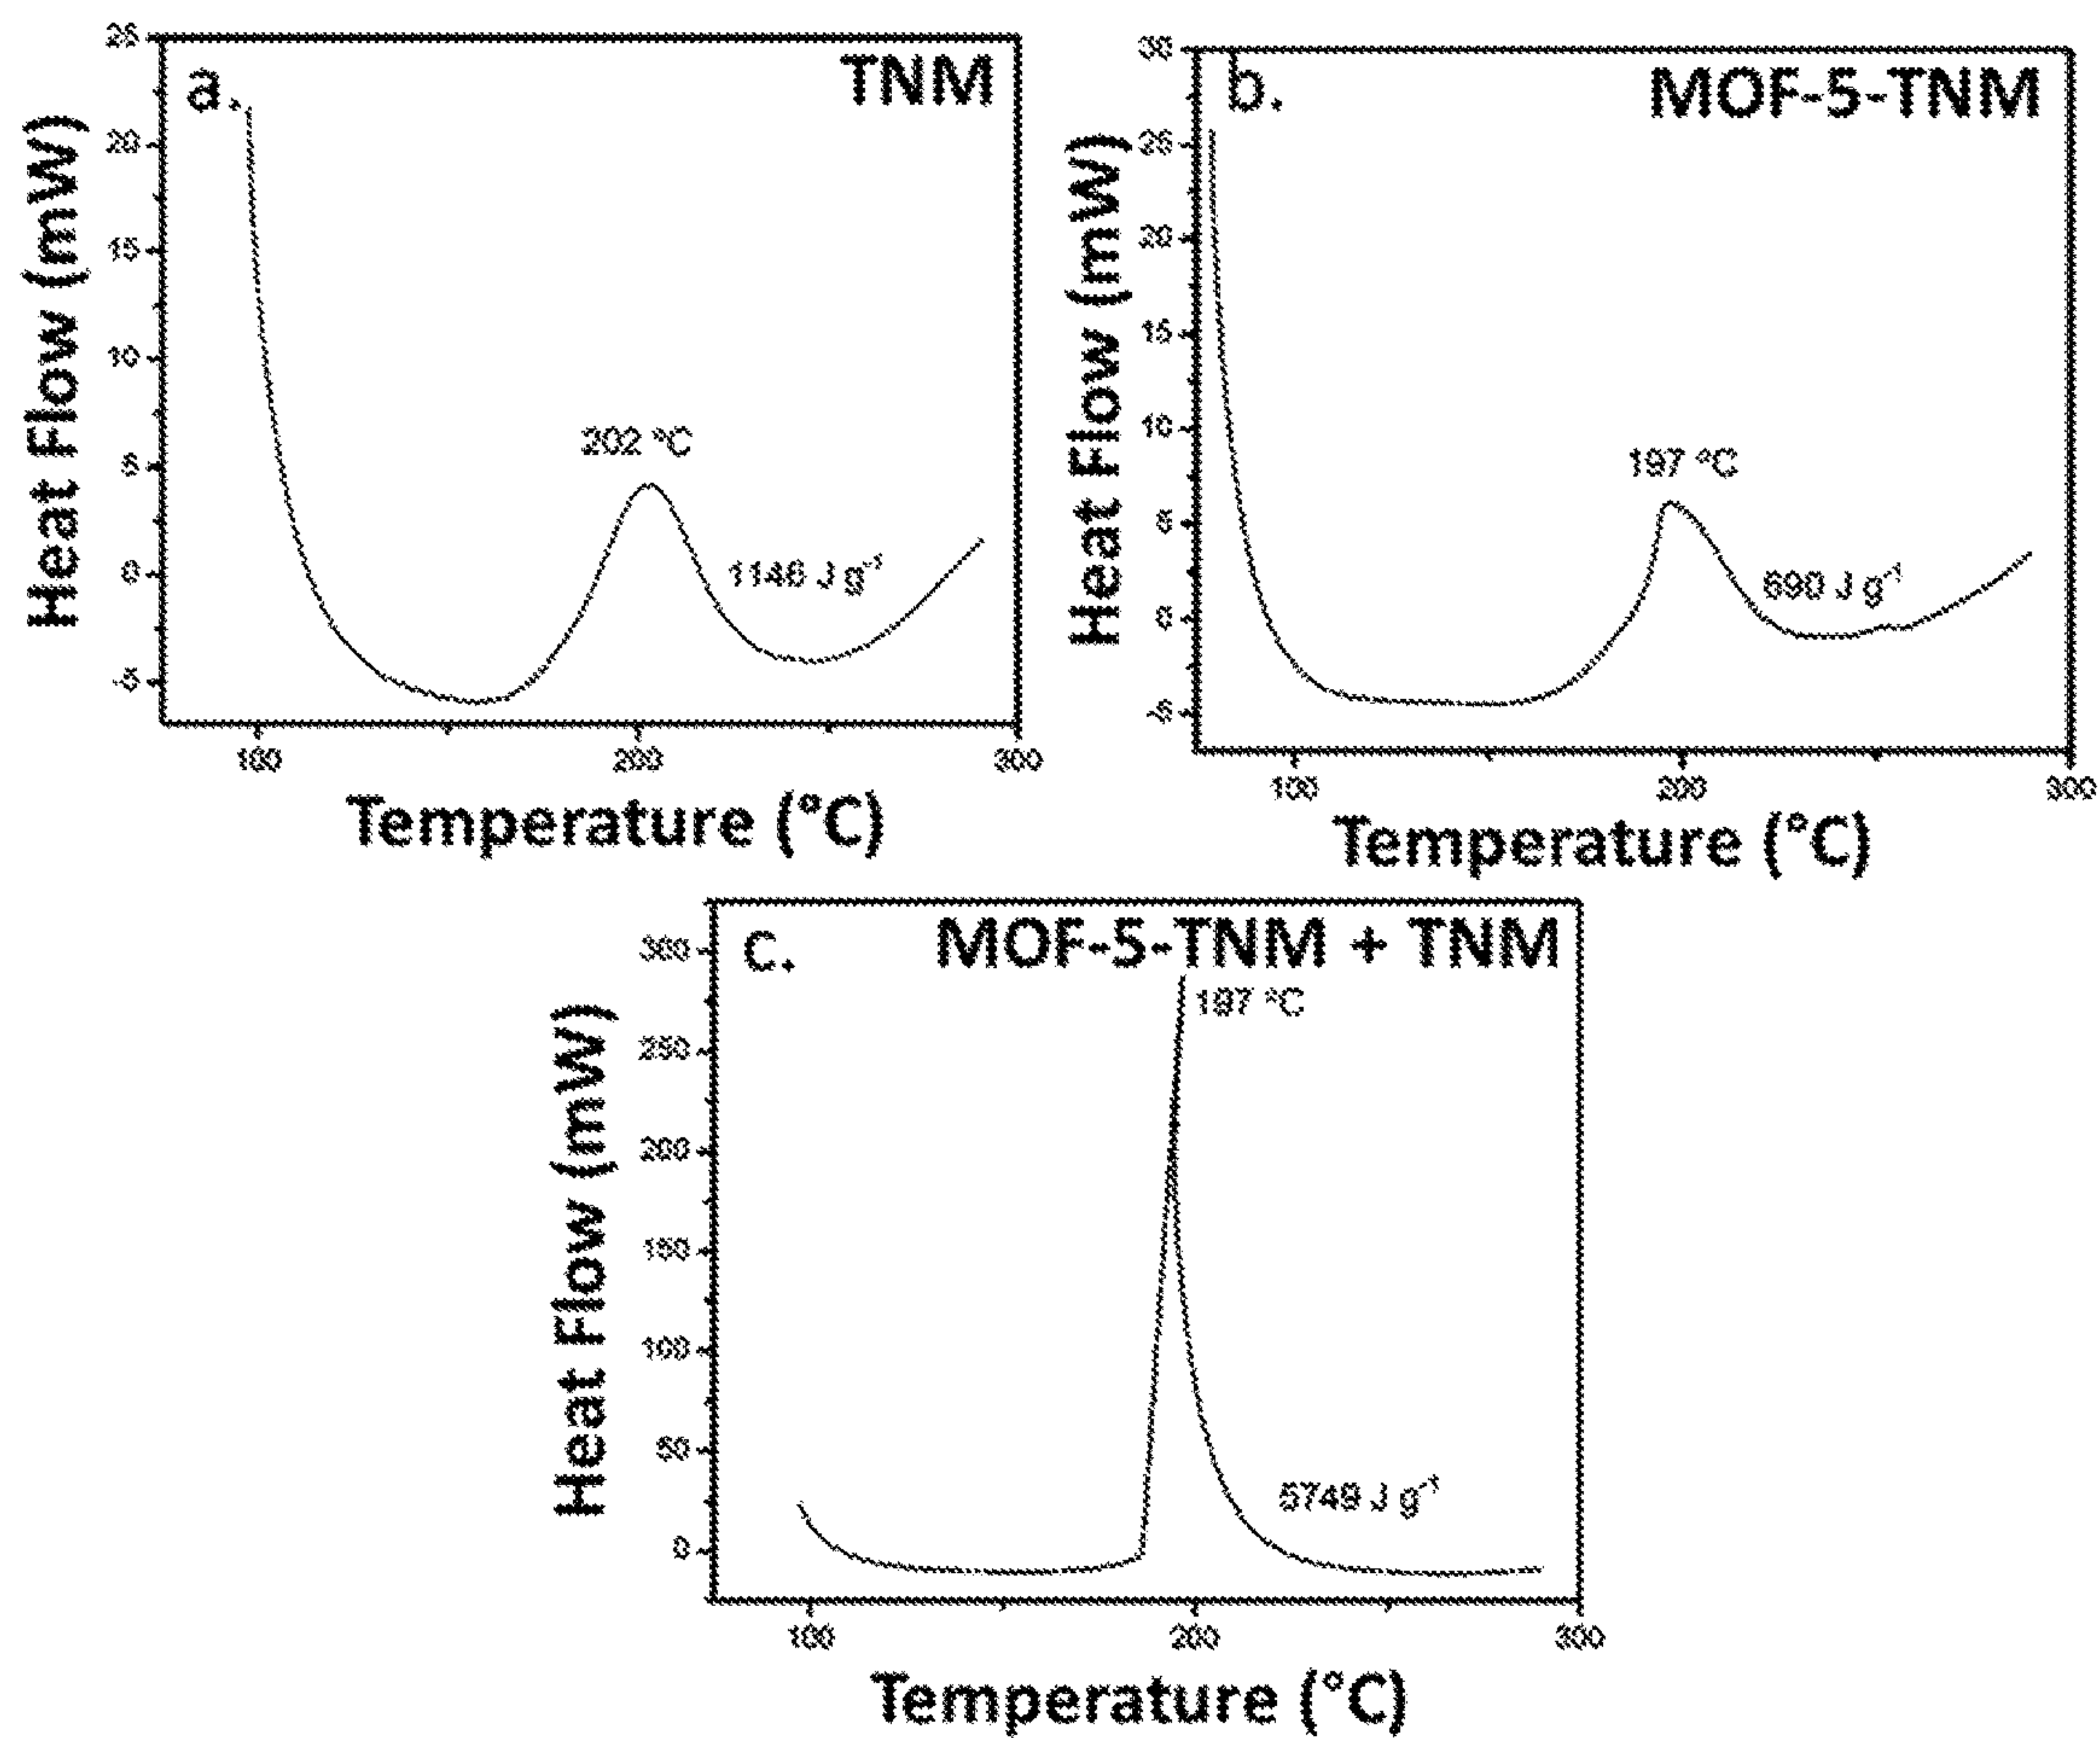 a.
TNM
25
20
15
10
5
0
-5
202 °C
1146 J g⁻¹
100
200
300
Heat Flow (mW)
Temperature (°C)
b.
MOF-5-TNM
30
25
20
15
10
5
0
-5
197 °C
690 J g⁻¹
100
200
300
Heat Flow (mW)
Temperature (°C)
c.
MOF-5-TNM + TNM
300
250
200
150
100
50
0
197 °C
5749 J g⁻¹
100
200
300
Heat Flow (mW)
Temperature (°C)